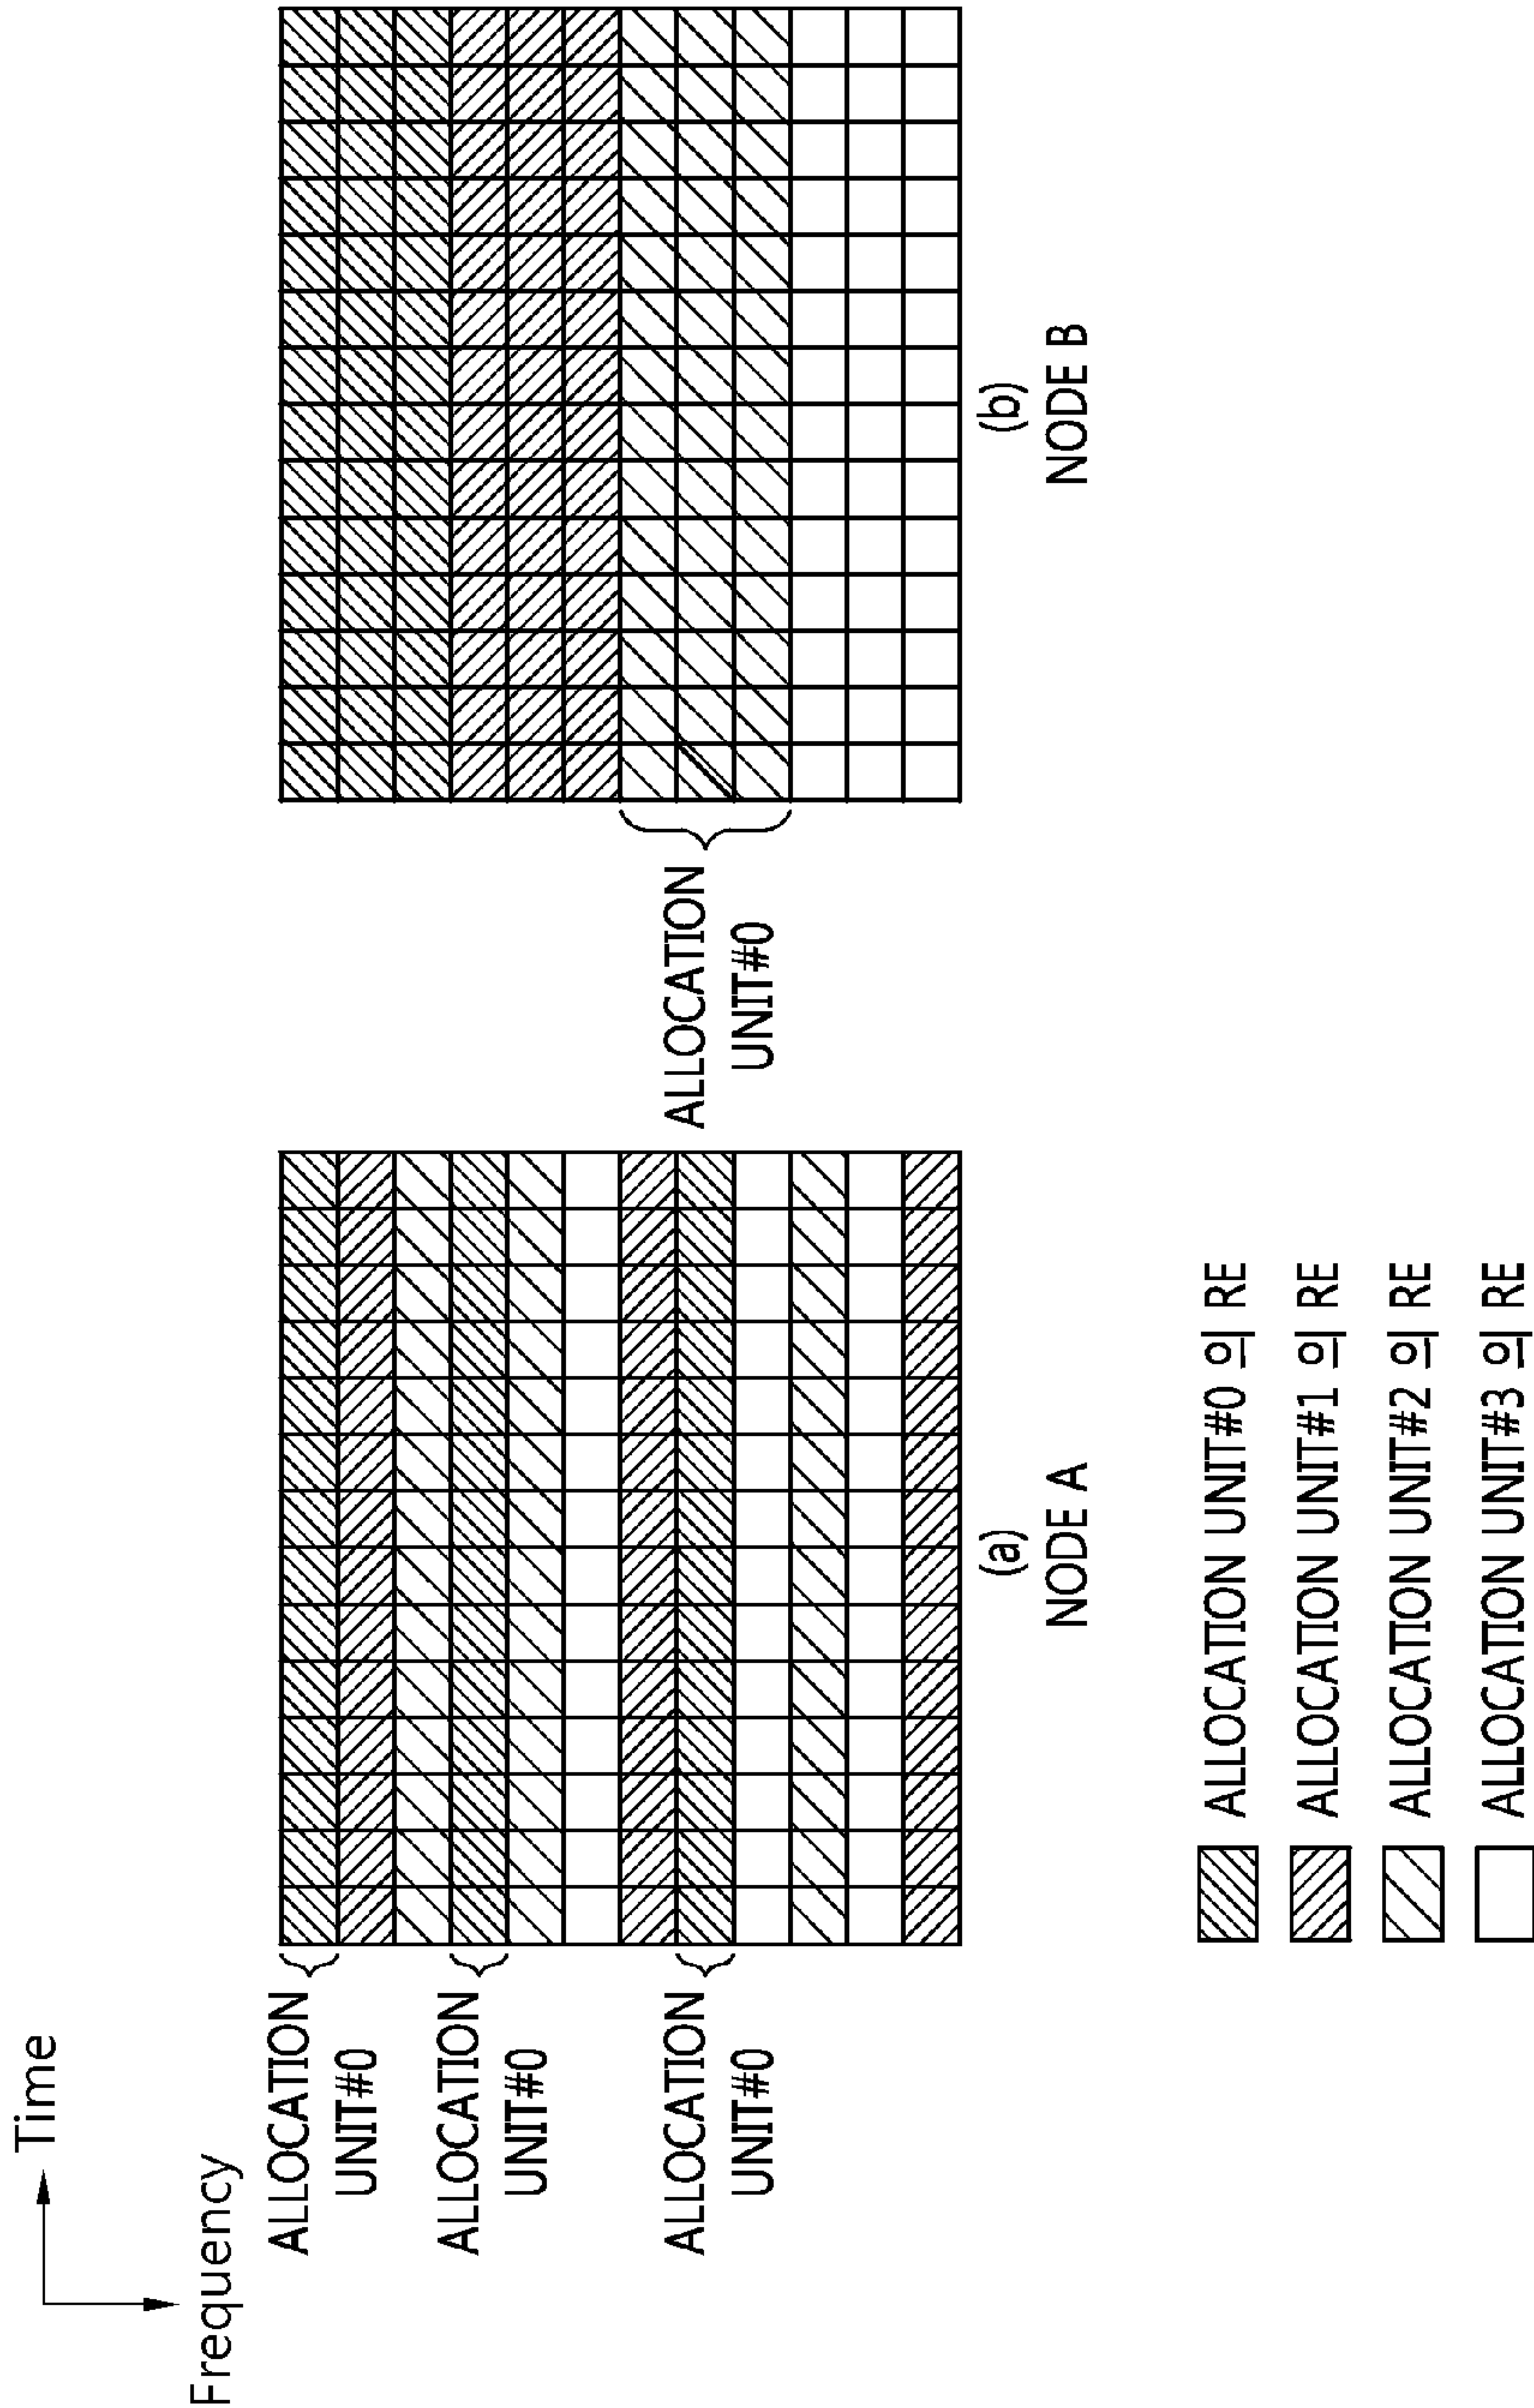 Time
Frequency
ALLOCATION
UNIT#0
ALLOCATION
UNIT#0
ALLOCATION
UNIT#0
ALLOCATION
UNIT#0
(a)
NODE A
(b)
NODE B
ALLOCATION UNIT#0 의 RE
ALLOCATION UNIT#1 의 RE
ALLOCATION UNIT#2 의 RE
ALLOCATION UNIT#3 의 RE